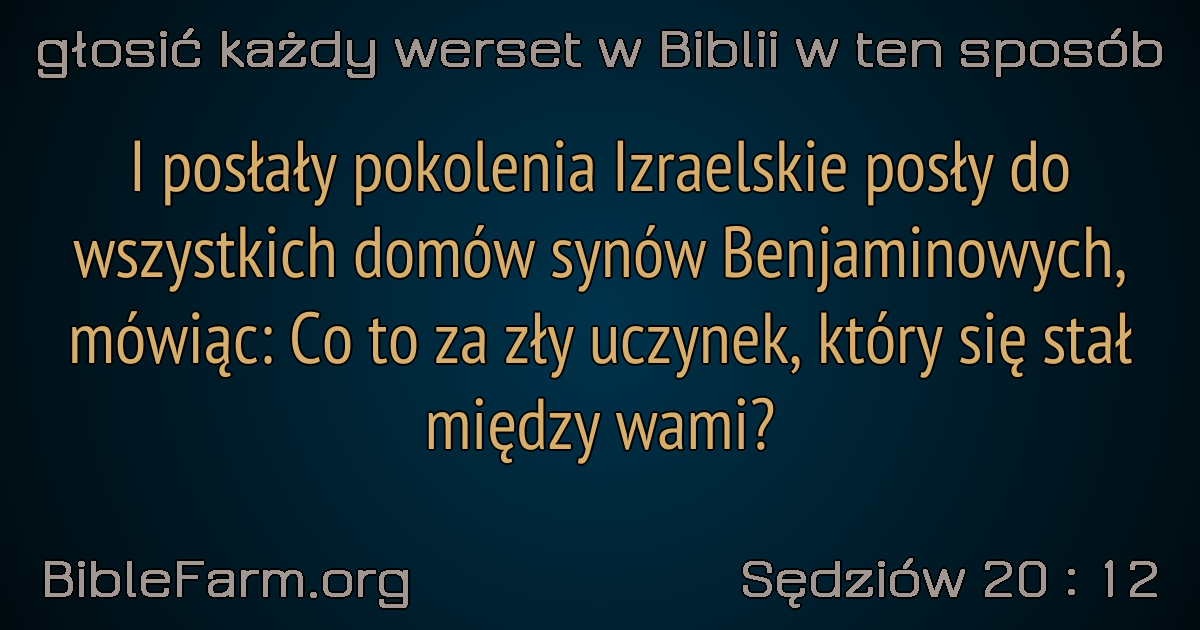 głosić każdy werset w Biblii w ten sposób
I posłały pokolenia Izraelskie posły do
wszystkich domów synów Benjaminowych,
mówiąc: Co to za zły uczynek, który się stał
między wami?
BibleFarm.org
Sędziów 20 : 12